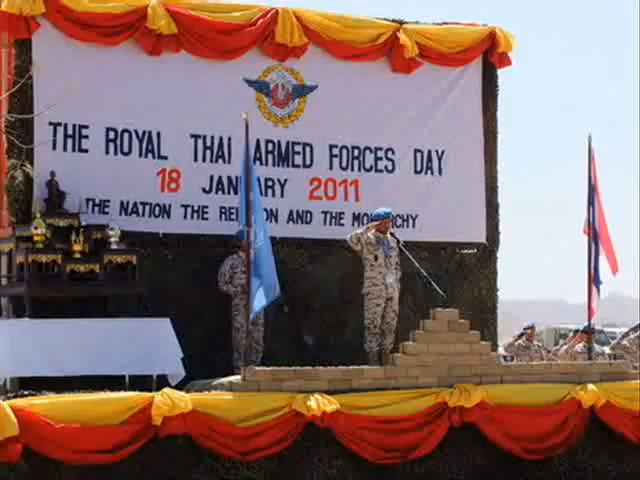 THE ROYAL THAI ARMED FORCES DAY
18 JANUARY 2011
THE NATION THE AND THE